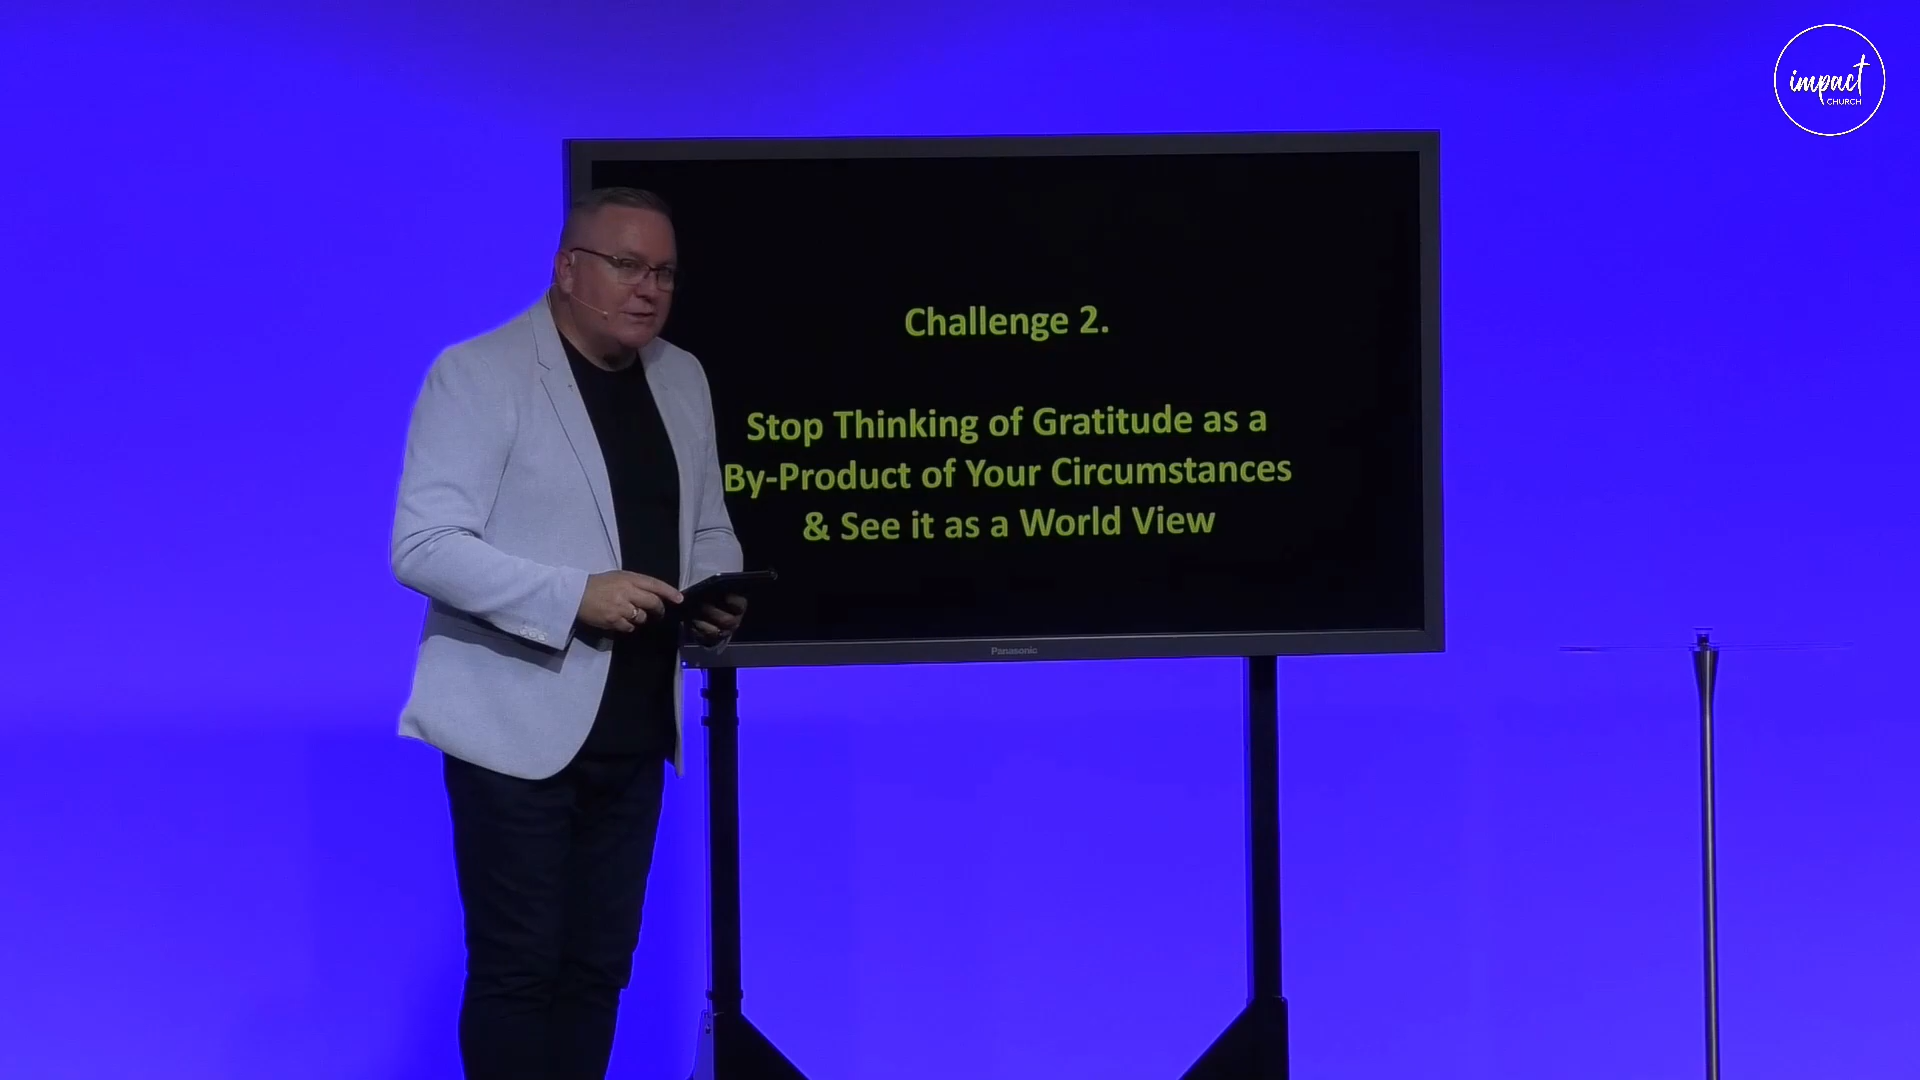 impact
CHURCH
Challenge 2.
Stop Thinking of Gratitude as a
By-Product of Your Circumstances
& See it as a World View
Panasonic